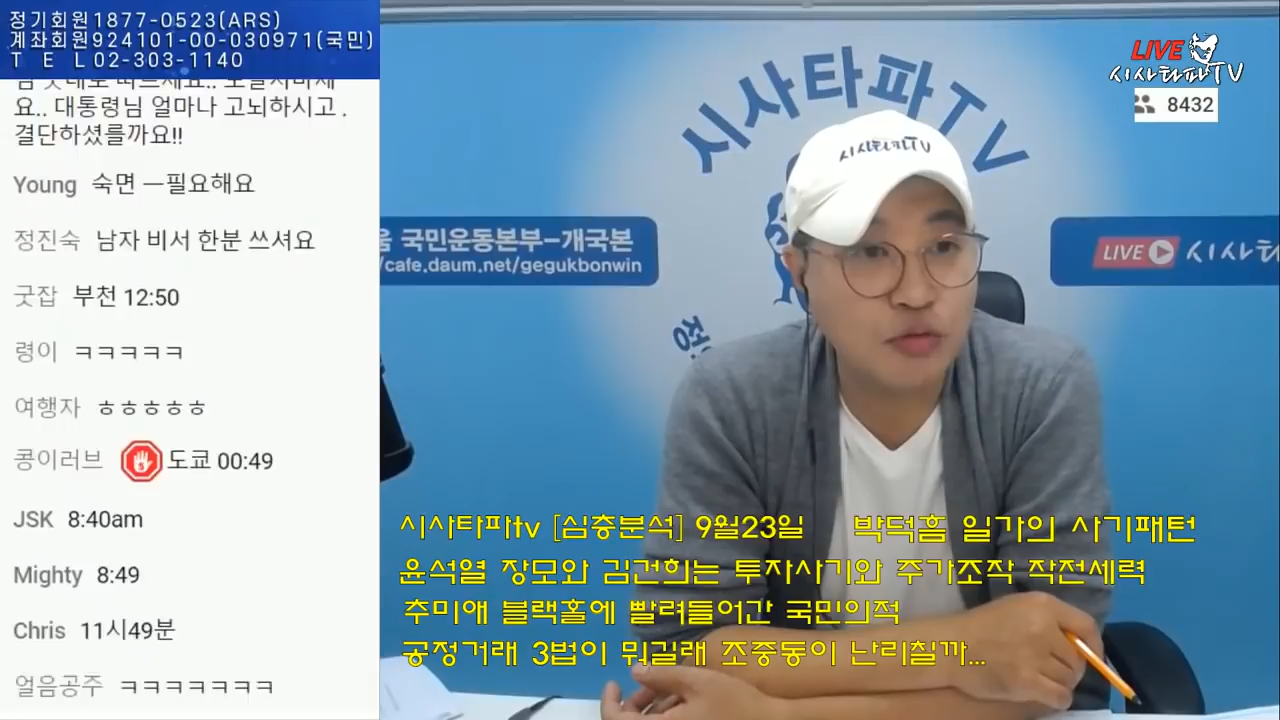 정기회원1877-0523(ARS)
계좌회원924101-00-030971(국민)
T E L 02-303-1140
요.. 대통령님 얼마나 고뇌하시고 .
결단하셨를까요!!
Young 숙면 ㅡ필요해요
정진숙 남자 비서 한분 쓰셔요
굿잡 부천 12:50
령이 ㅋㅋㅋㅋㅋ
여행자 ㅎㅎㅎㅎㅎ
콩이러브 도쿄 00:49
JSK 8:40am
Mighty 8:49
Chris 11시49분
얼음공주 ㅋㅋㅋㅋㅋㅋㅋ
LIVE
시사타파TV
8432
시사타파TV
시사타파TV
국민운동본부-개국본
/cafe.daum.net/gegukbonwin
LIVE 시사타
시사타파tv [심층분석] 9월23일 박덕흠 일가의 사기패턴
윤석열 장모와 김건희는 투자사기와 주가조작 작전세력
추미애 블랙홀에 빨려들어간 국민의적
공정거래 3법이 뭐길래 조중동이 난리칠까...